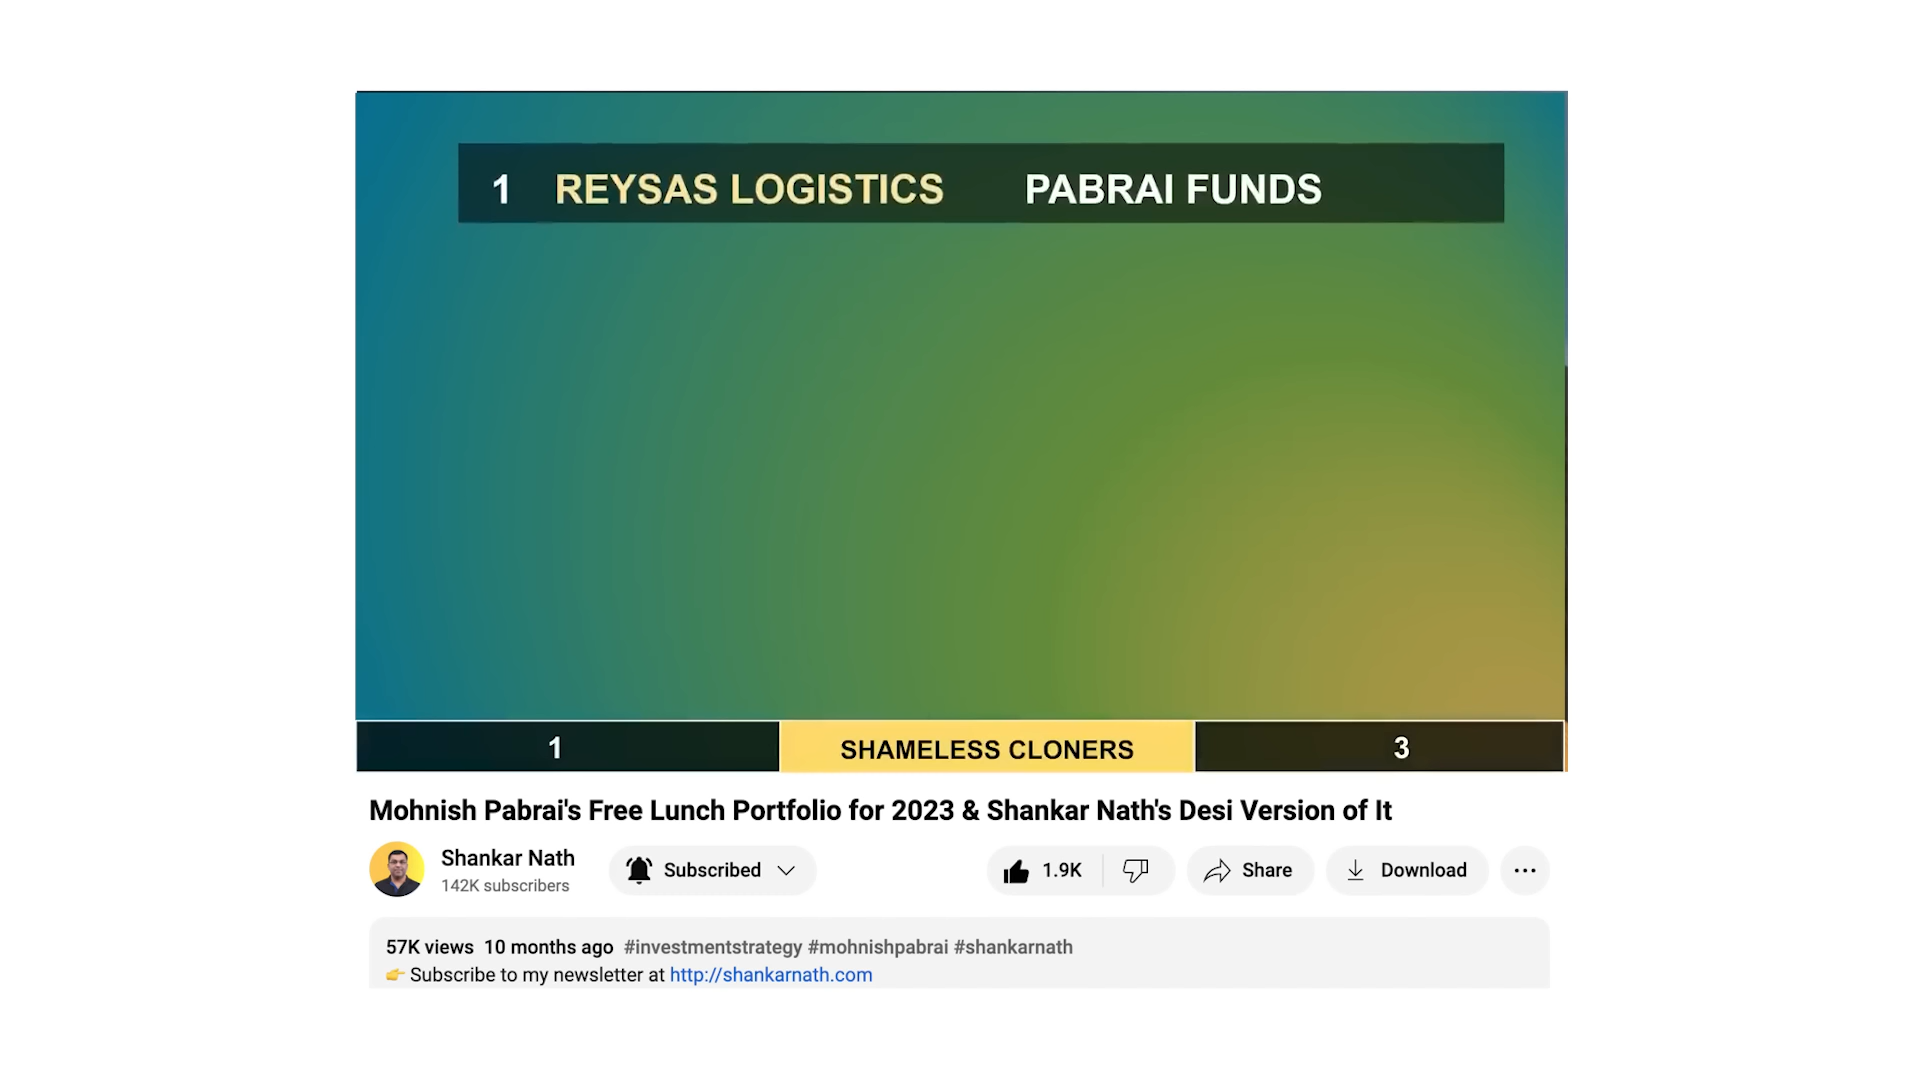 1 REYSAS LOGISTICS PABRAI FUNDS
1 SHAMELESS CLONERS 3
Mohnish Pabrai's Free Lunch Portfolio for 2023 & Shankar Nath's Desi Version of It
Shankar Nath
142K subscribers
Subscribed
1.9K
Share
Download
57K views 10 months ago #investmentstrategy #mohnishpabrai #shankarnath
👉 Subscribe to my newsletter at http://shankarnath.com